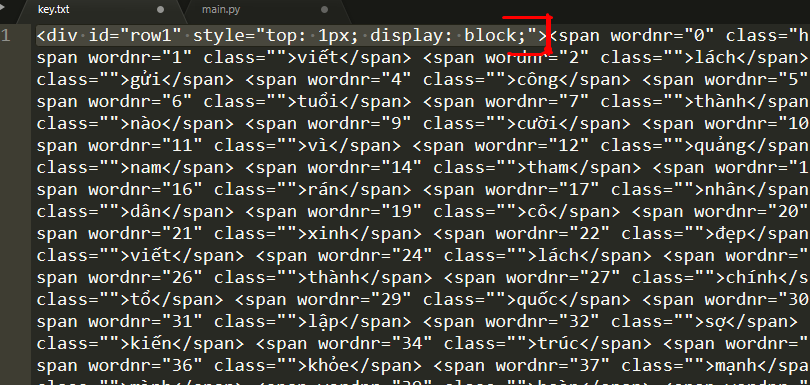 key.txt
main.py
1
<div id="row1" style="top: 1px; display: block;"><span wordnr="0" class="h
span wordnr="1" class="">viết</span> <span wordnr="2" class="">lách</span>
class="">gửi</span> <span wordnr="4" class="">công</span> <span wordnr="5"
span wordnr="6" class="">tuổi</span> <span wordnr="7" class="">thành</span>
class="">nào</span> <span wordnr="9" class="">cười</span> <span wordnr="10
span wordnr="11" class="">vì</span> <span wordnr="12" class="">quảng</span>
class="">nam</span> <span wordnr="14" class="">tham</span> <span wordnr="1
span wordnr="16" class="">rán</span> <span wordnr="17" class="">nhân</span>
class="">dân</span> <span wordnr="19" class="">cô</span> <span wordnr="20"
span wordnr="21" class="">xinh</span> <span wordnr="22" class="">đẹp</span>
class="">viết</span> <span wordnr="24" class="">lách</span> <span wordnr="
span wordnr="26" class="">thành</span> <span wordnr="27" class="">chính</s
class="">tổ</span> <span wordnr="29" class="">quốc</span> <span wordnr="30
span wordnr="31" class="">lập</span> <span wordnr="32" class="">sợ</span>
class="">kiến</span> <span wordnr="34" class="">trúc</span> <span wordnr="
span wordnr="36" class="">khỏe</span> <span wordnr="37" class="">mạnh</span